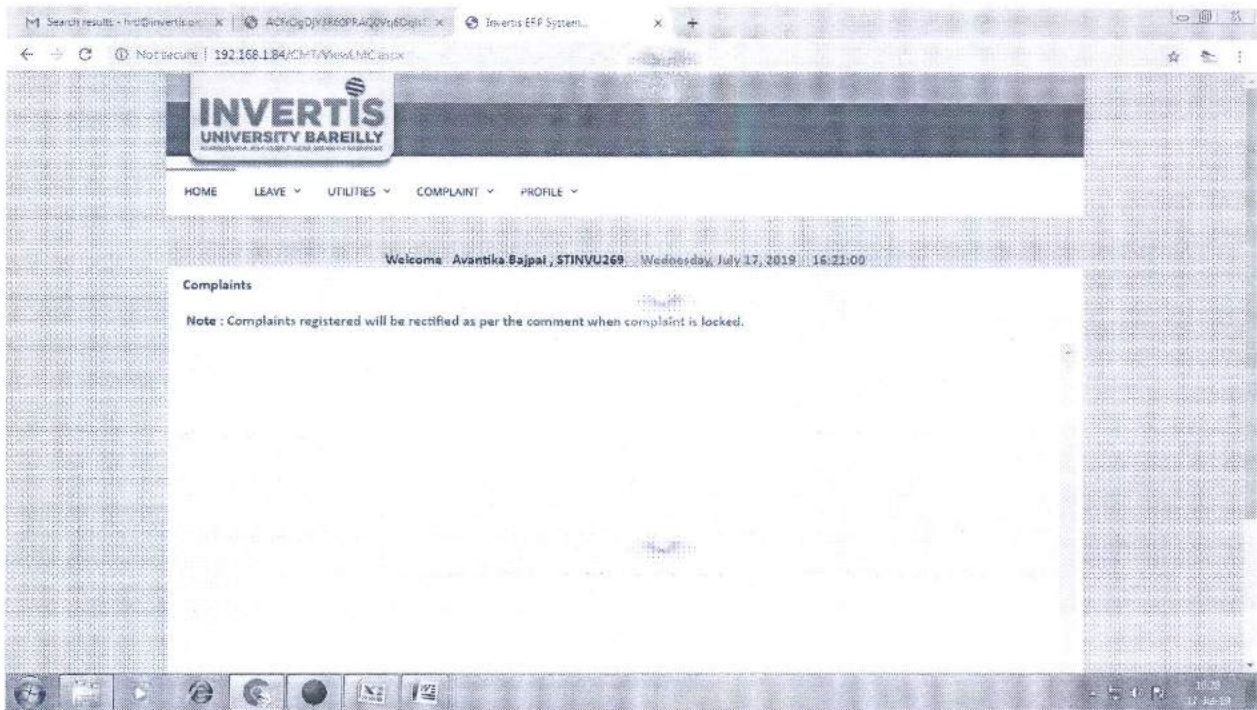 Search results -
Invertis ERP System...
Not secure | 192.168.1.84/CMT/ViewLMC.aspx
INVERTIS
UNIVERSITY BAREILLY
HOME LEAVE UTILITIES COMPLAINT PROFILE
Welcome Avantika Bajpai , STINVU269 Wednesday, July 17, 2019 16:21:00
Complaints
Note : Complaints registered will be rectified as per the comment when complaint is locked.